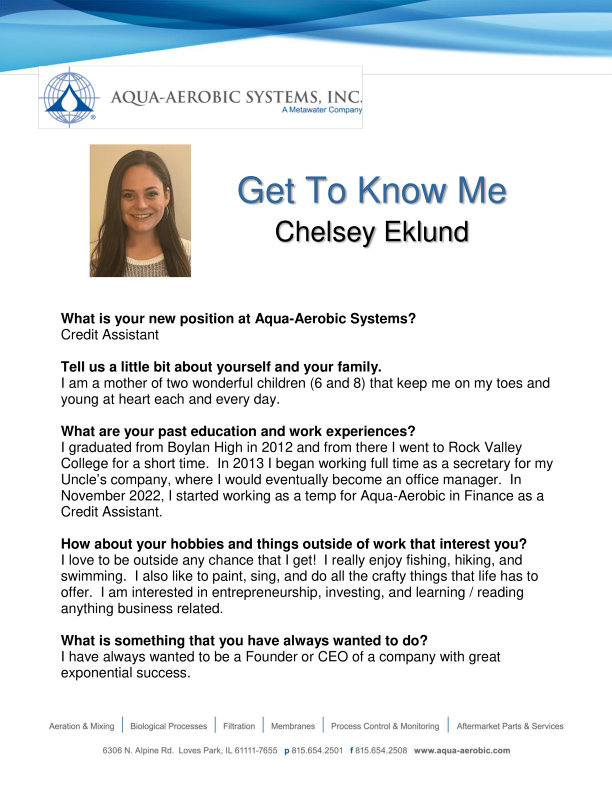 AQUA-AEROBIC SYSTEMS, INC.
A Metawater Company
®
Get To Know Me
Chelsey Eklund
What is your new position at Aqua-Aerobic Systems?
Credit Assistant
Tell us a little bit about yourself and your family.
I am a mother of two wonderful children (6 and 8) that keep me on my toes and
young at heart each and every day.
What are your past education and work experiences?
I graduated from Boylan High in 2012 and from there I went to Rock Valley
College for a short time.  In 2013 I began working full time as a secretary for my
Uncle's company, where I would eventually become an office manager.  In
November 2022, I started working as a temp for Aqua-Aerobic in Finance as a
Credit Assistant.
How about your hobbies and things outside of work that interest you?
I love to be outside any chance that I get!  I really enjoy fishing, hiking, and
swimming.  I also like to paint, sing, and do all the crafty things that life has to
offer.  I am interested in entrepreneurship, investing, and learning / reading
anything business related.
What is something that you have always wanted to do?
I have always wanted to be a Founder or CEO of a company with great
exponential success.
Aeration & Mixing | Biological Processes | Filtration | Membranes | Process Control & Monitoring | Aftermarket Parts & Services
6306 N. Alpine Rd.  Loves Park, IL 61111-7655  p 815.654.2501  f 815.654.2508  www.aqua-aerobic.com